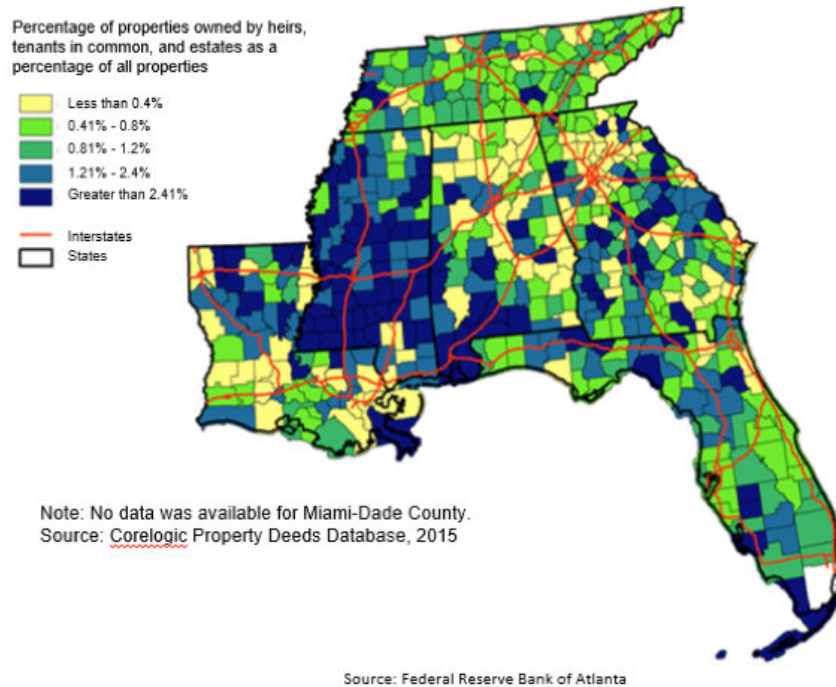 Percentage of properties owned by heirs,
tenants in common, and estates as a
percentage of all properties
Less than 0.4%
0.41% - 0.8%
0.81% - 1.2%
1.21% - 2.4%
Greater than 2.41%
Interstates
States
Note: No data was available for Miami-Dade County.
Source: Corelogic Property Deeds Database, 2015
Source: Federal Reserve Bank of Atlanta